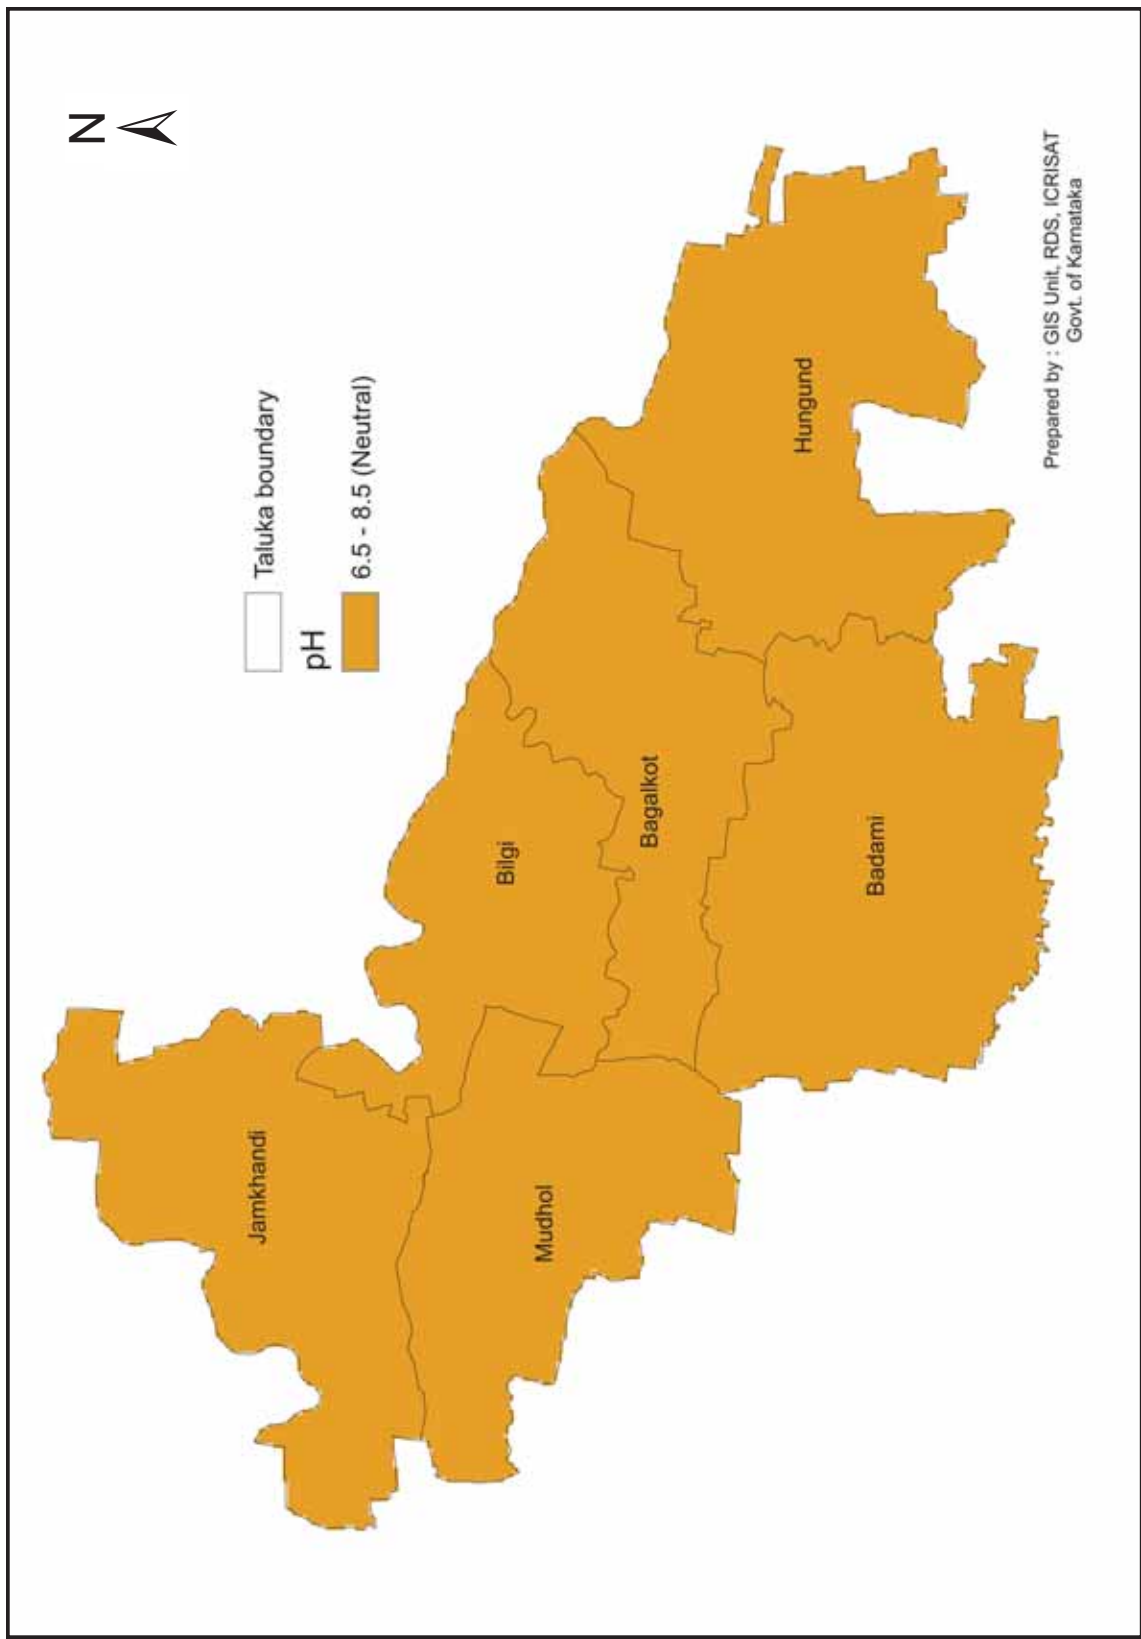 N
Taluka boundary
pH
6.5 - 8.5 (Neutral)
Jamkhandi
Bilgi
Mudhol
Bagalkot
Hungund
Badami
Prepared by : GIS Unit, RDS, ICRISAT
Govt. of Karnataka